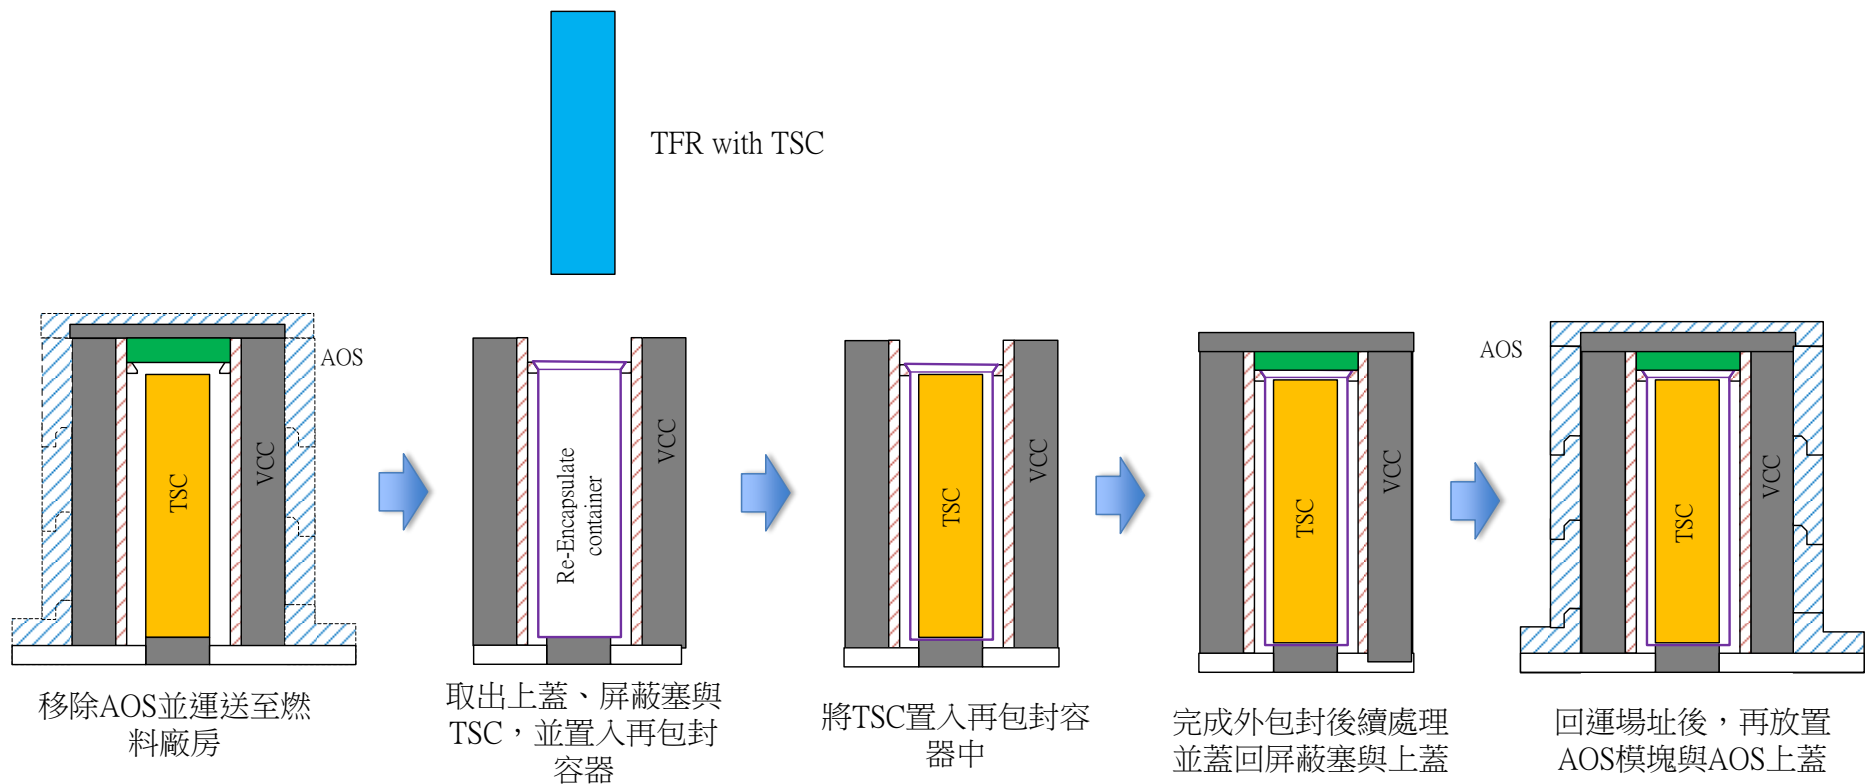 TFR with TSC
AOS
TSC
VCC
移除AOS並運送至燃
料廠房
Re-Encapsulate
container
VCC
取出上蓋、屏蔽塞與
TSC,並置入再包封
容器
TSC
VCC
將TSC置入再包封容
器中
TSC
VCC
完成外包封後續處理
並蓋回屏蔽塞與上蓋
AOS
TSC
VCC
回運場址後,再放置
AOS模塊與AOS上蓋